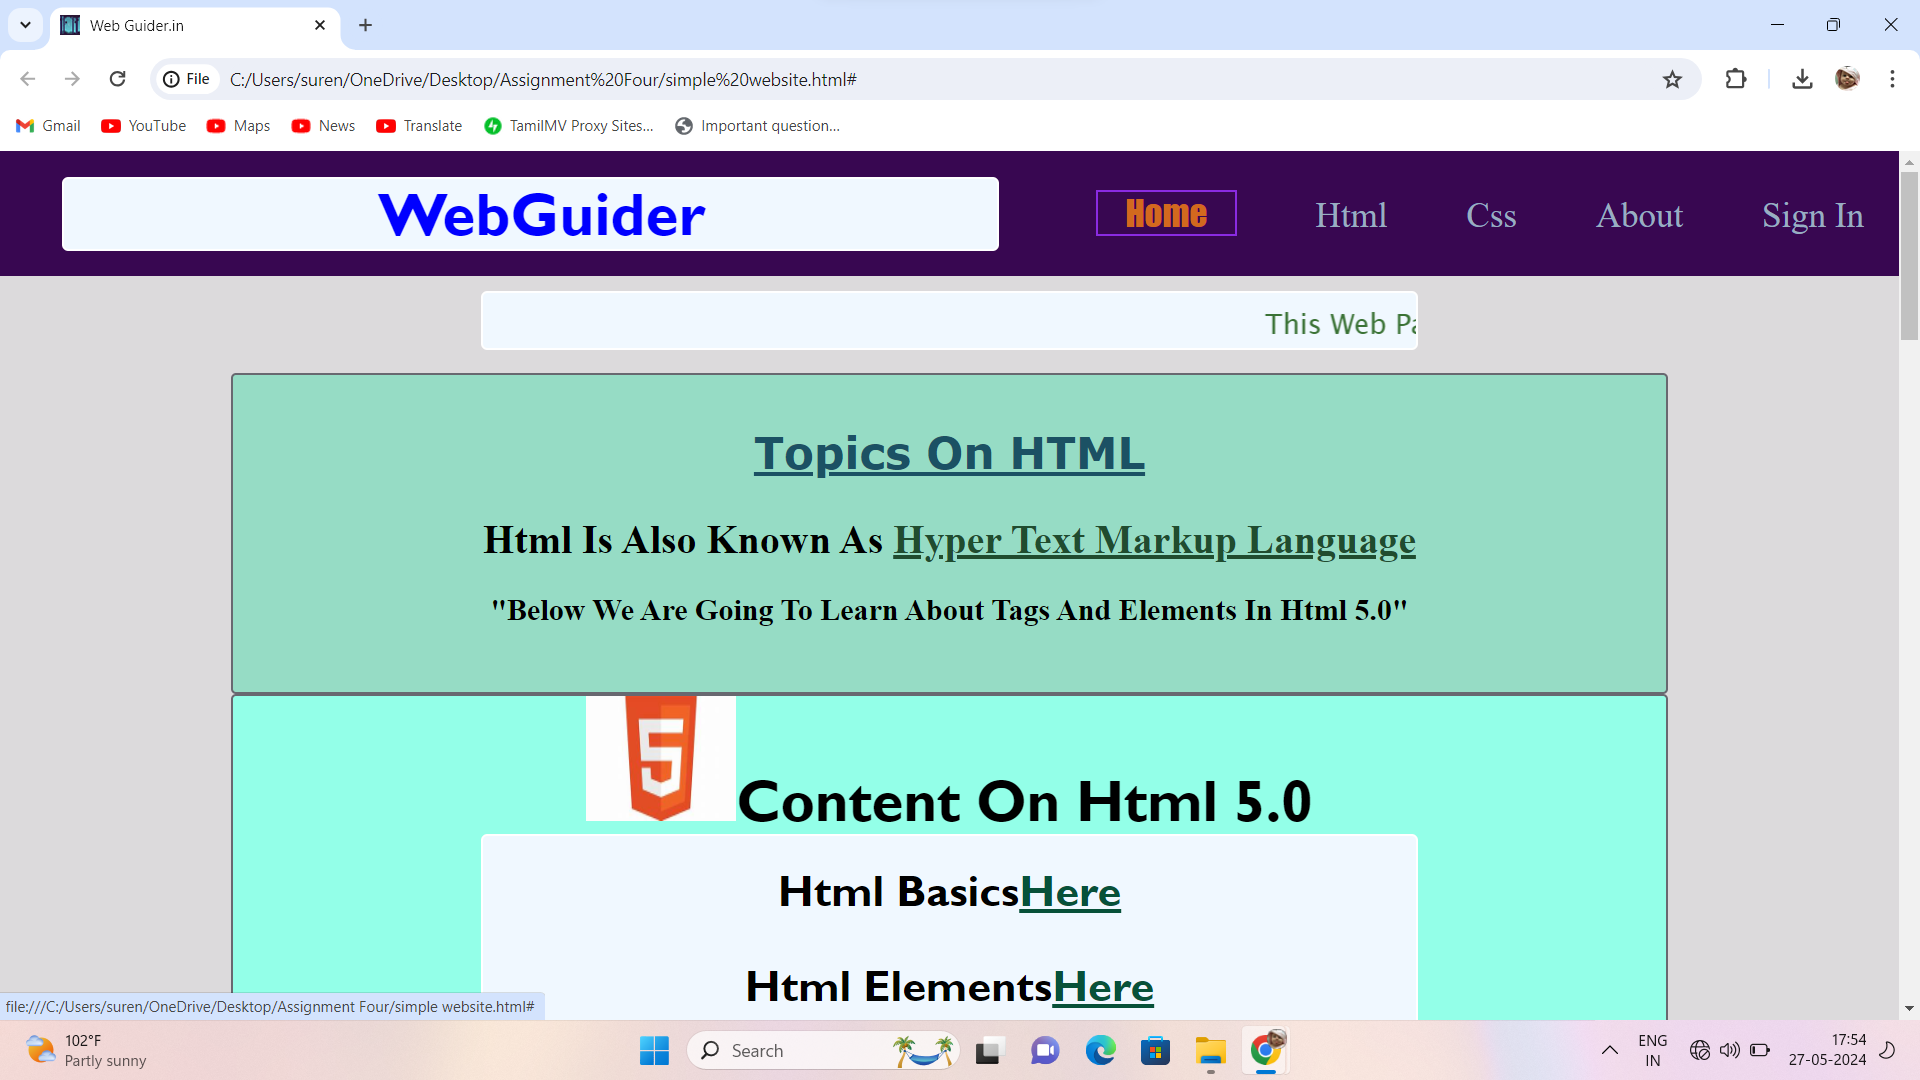 Web Guider.in
File C:/Users/suren/OneDrive/Desktop/Assignment%20Four/simple%20website.html#
Gmail YouTube Maps News Translate TamilMV Proxy Sites... Important question...
WebGuider Home Html Css About Sign In
This Web Pa
Topics On HTML
Html Is Also Known As Hyper Text Markup Language
"Below We Are Going To Learn About Tags And Elements In Html 5.0"
5
Content On Html 5.0
Html BasicsHere
Html ElementsHere
file:///C:/Users/suren/OneDrive/Desktop/Assignment Four/simple website.html#
102°F
Partly sunny
Search
ENG
IN
17:54
27-05-2024